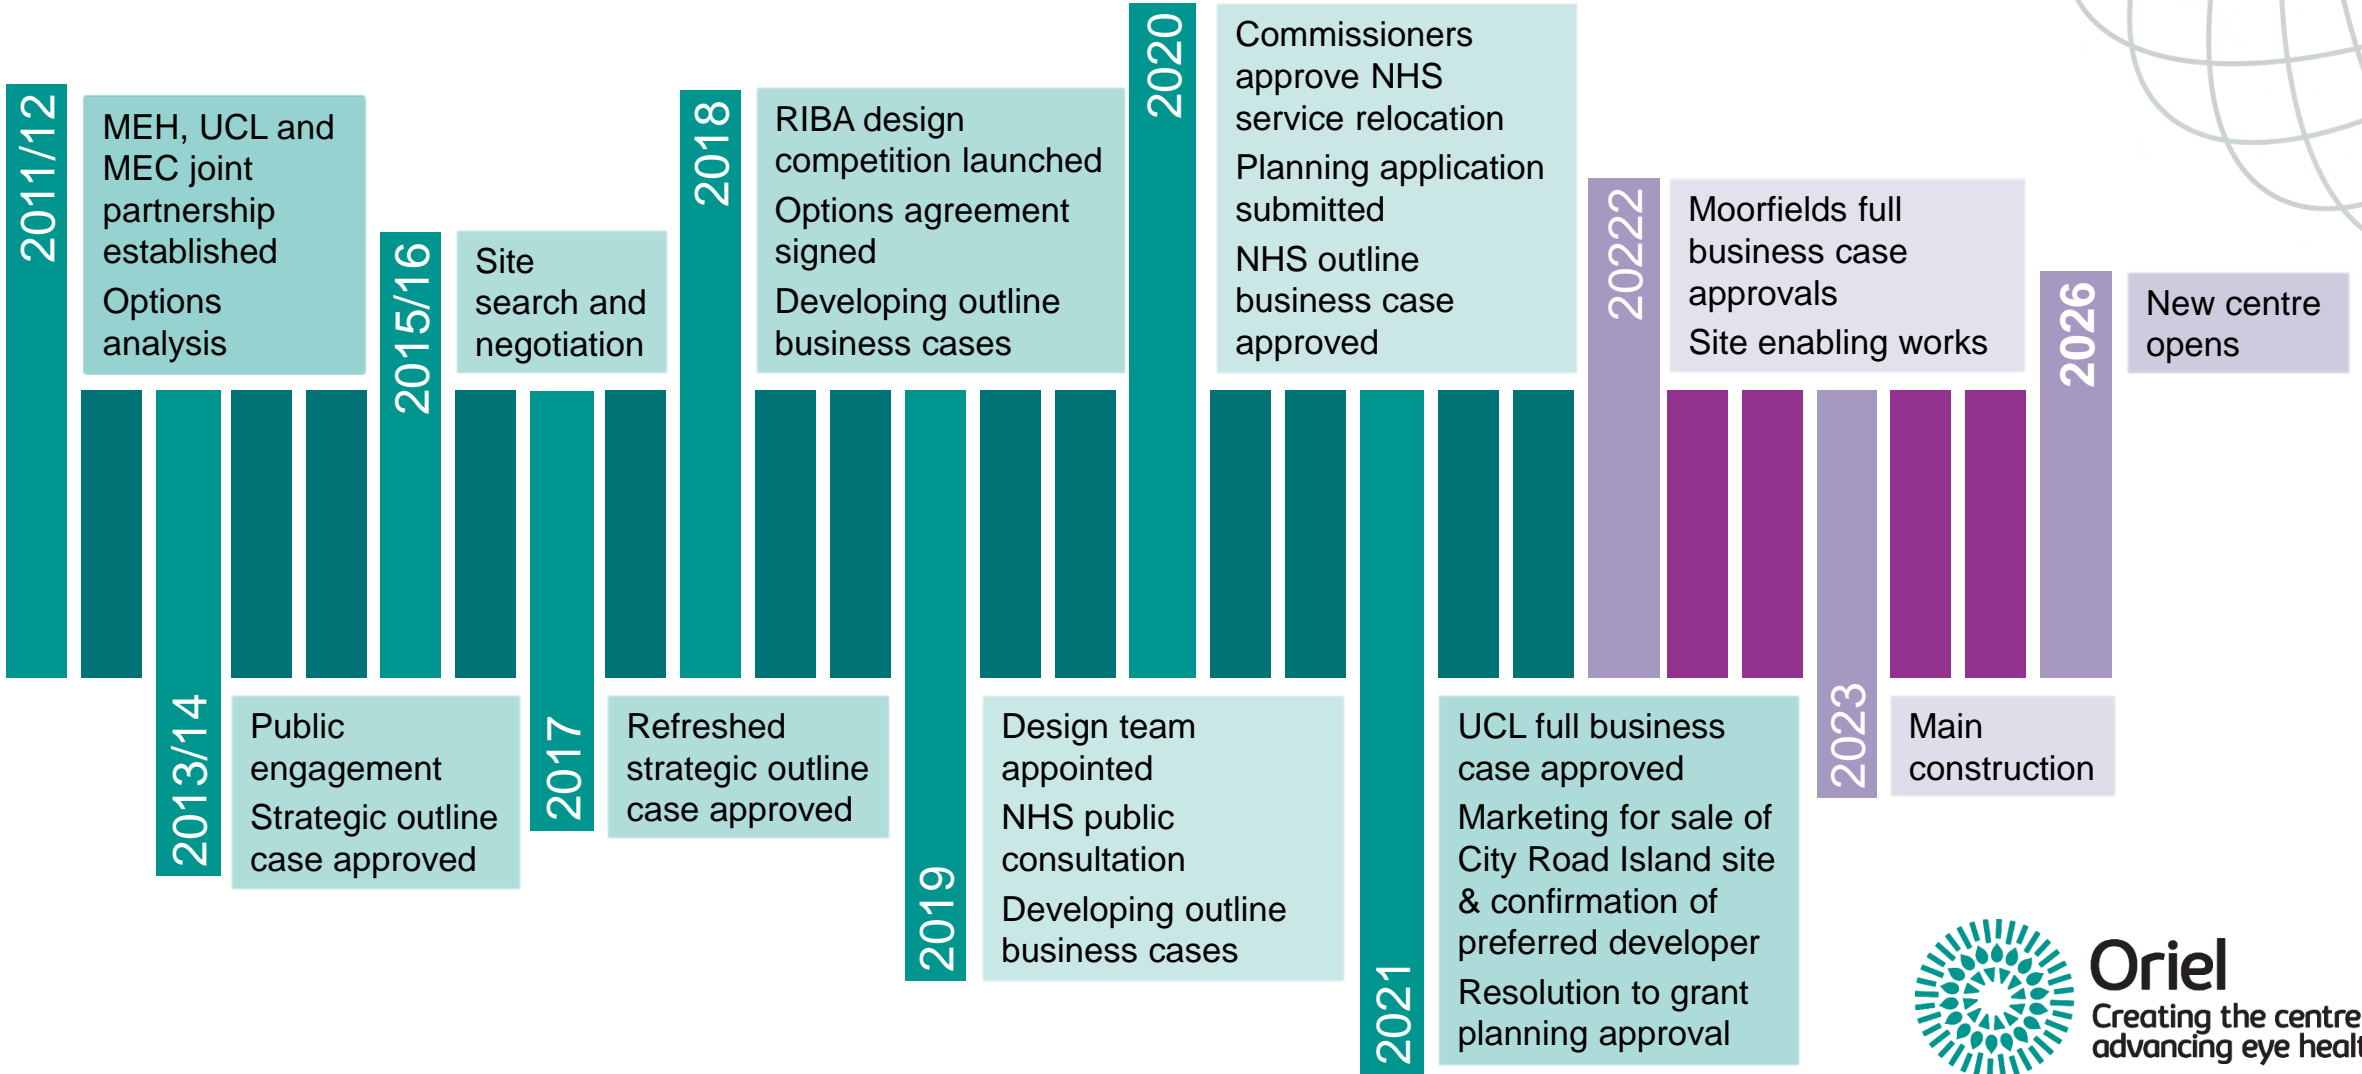 2011/12
MEH, UCL and
MEC joint
partnership
established
Options
analysis
2013/14
Public
engagement
Strategic outline
case approved
2015/16
Site
search and
negotiation
2017
Refreshed
strategic outline
case approved
2018
RIBA design
competition launched
Options agreement
signed
Developing outline
business cases
2019
Design team
appointed
NHS public
consultation
Developing outline
business cases
2020
Commissioners
approve NHS
service relocation
Planning application
submitted
NHS outline
business case
approved
2021
UCL full business
case approved
Marketing for sale of
City Road Island site
& confirmation of
preferred developer
Resolution to grant
planning approval
20222
Moorfields full
business case
approvals
Site enabling works
2023
Main
construction
2026
New centre
opens
Oriel
Creating the centre
advancing eye healt